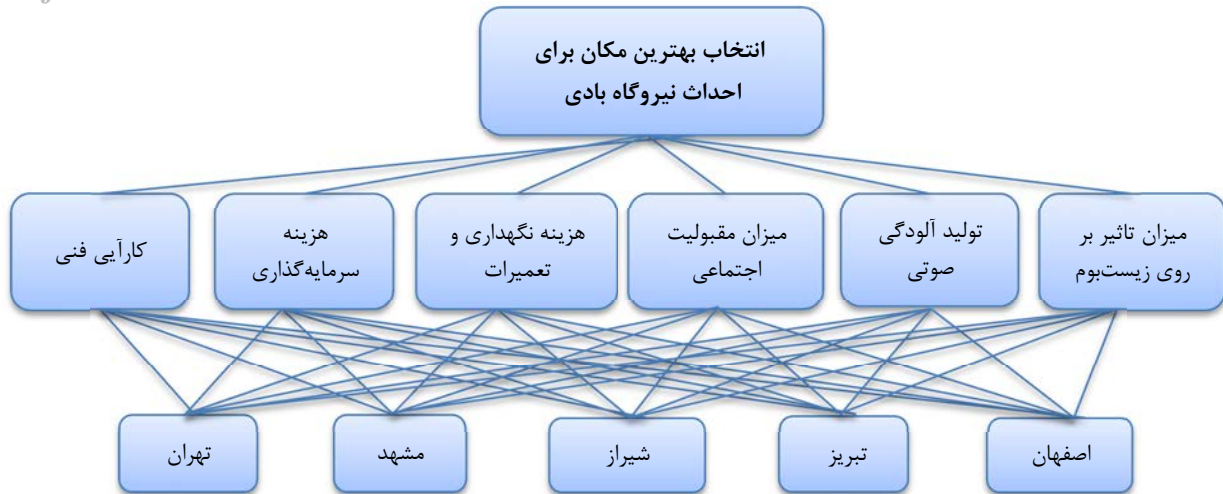 انتخاب بهترین مکان برای
احداث نیروگاه بادی
میزان تاثیر بر
روی زیست‌بوم
تولید آلودگی
صوتی
میزان مقبولیت
اجتماعی
هزینه نگهداری و
تعمیرات
هزینه
سرمایه‌گذاری
کارآیی فنی
اصفهان
تبریز
شیراز
مشهد
تهران